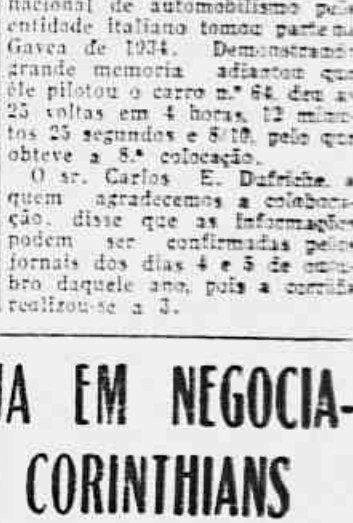 nacional de automobilismo pela
entidade italiano tomou parte na
Gavea de 1934. Demonstrando
grande memoria adiantou que
êle pilotou o carro n.º 64, deu as
25 voltas em 4 horas, 12 minu-
tos 25 segundos e 8/10, pelo que
obteve a 8.ª colocação.
O sr. Carlos E. Dufriche, a
quem agradecemos a colabora-
ção, disse que as informações
podem ser confirmadas pelos
jornais dos dias 4 e 5 de outu-
bro daquele ano, pois a corrida
realizou-se a 3.
IA EM NEGOCIA-
CORINTHIANS